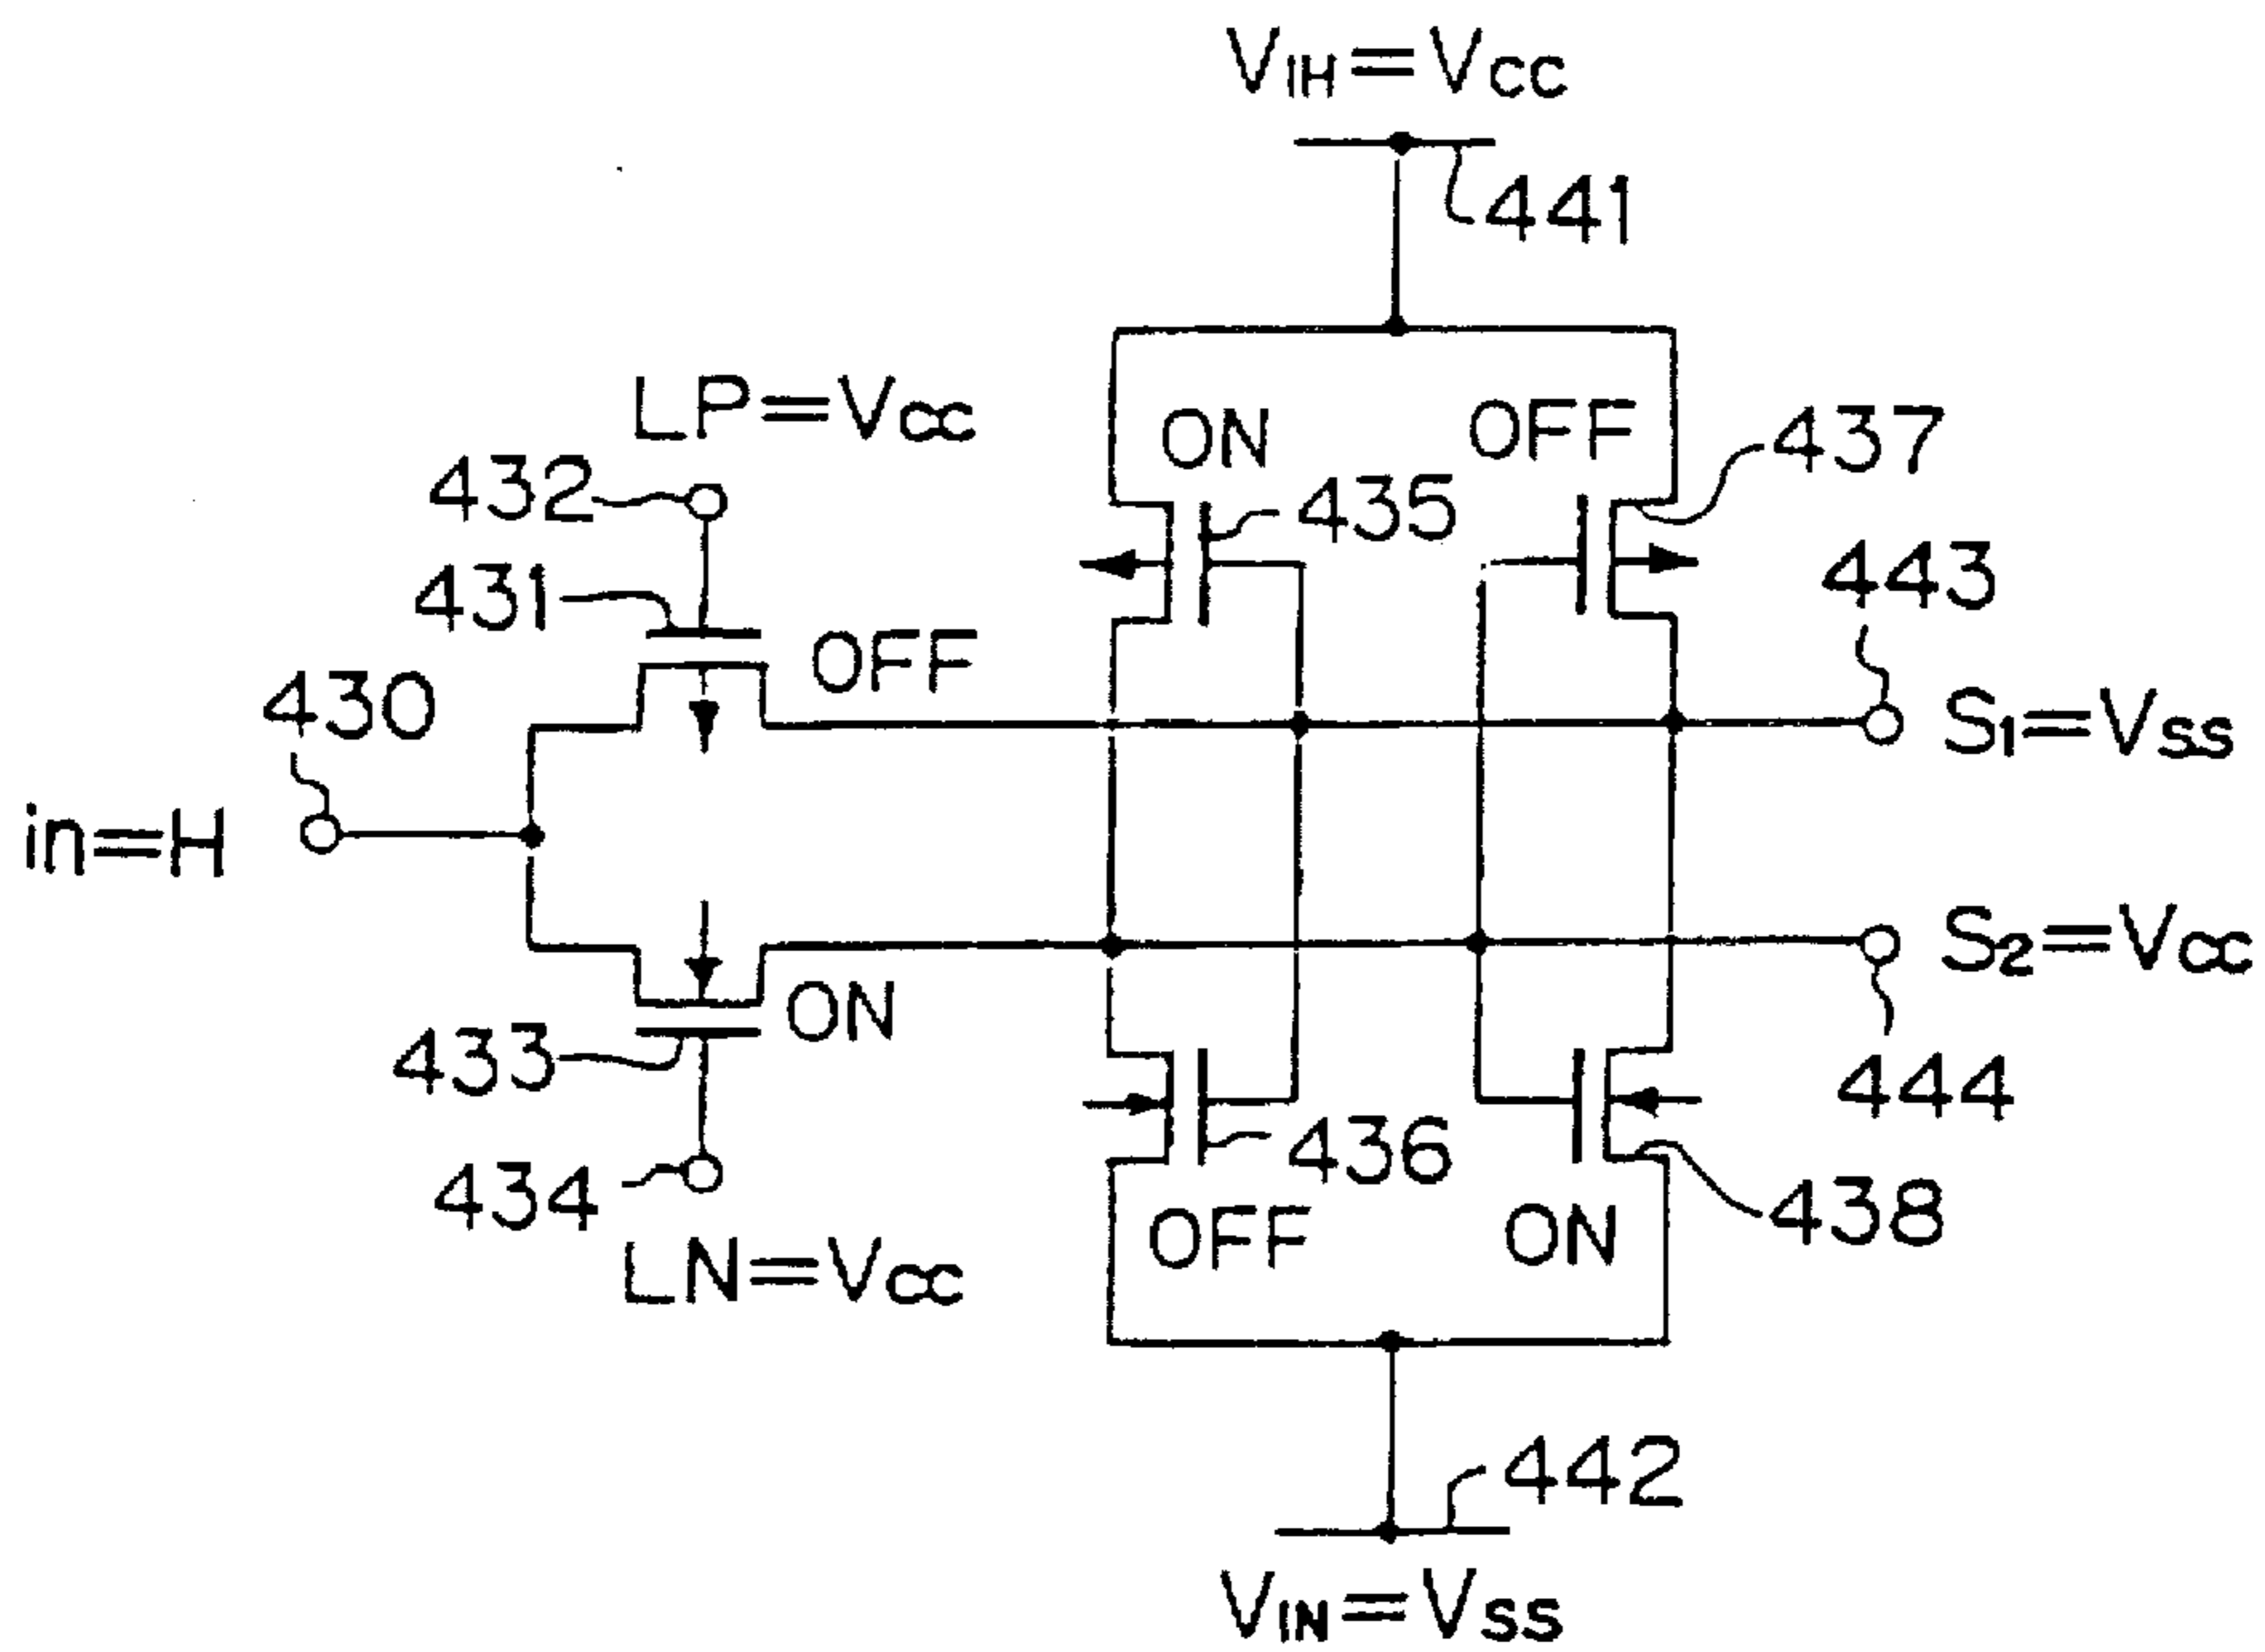 VIH=VCC
441
LP=VCC
ON
OFF
437
432
435
431
443
OFF
430
S1=VSS
in=H
S2=VCC
ON
433
444
436
434
438
OFF
ON
LN=VCC
442
VIN=VSS